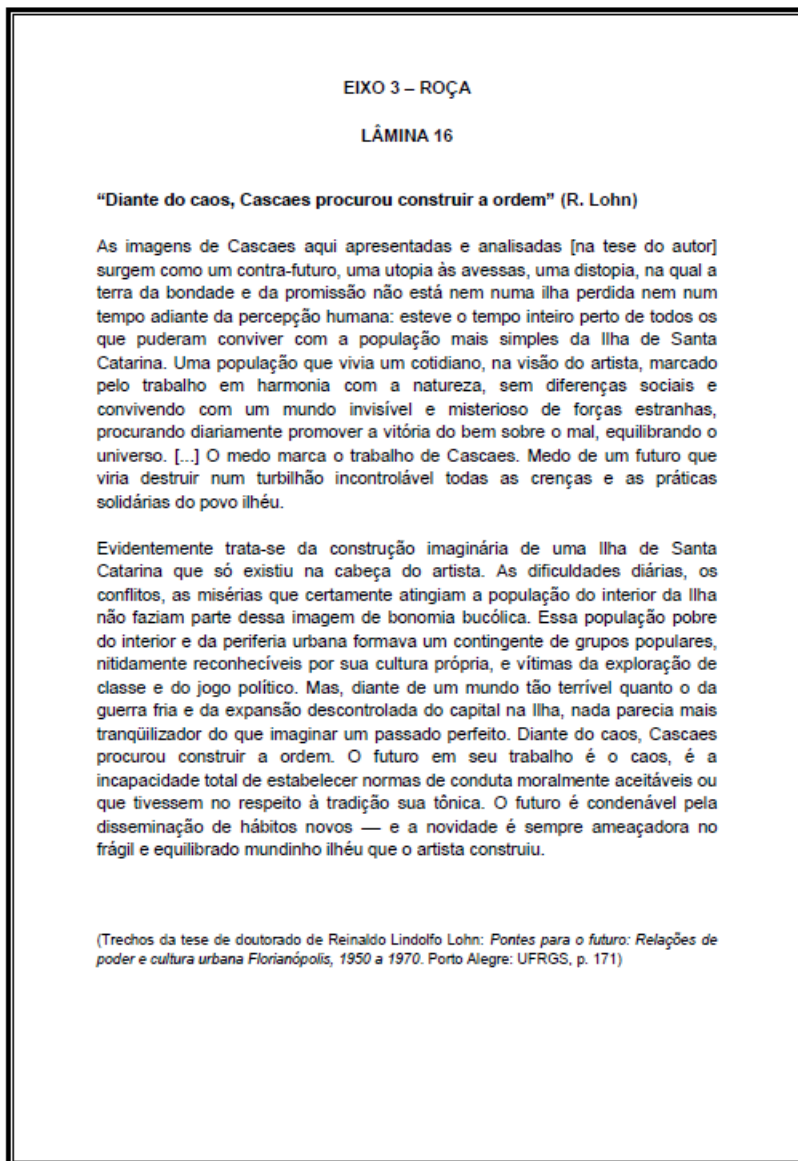 EIXO 3 – ROÇA
LÂMINA 16
“Diante do caos, Cascaes procurou construir a ordem” (R. Lohn)
As imagens de Cascaes aqui apresentadas e analisadas [na tese do autor]
surgem como um contra-futuro, uma utopia às avessas, uma distopia, na qual a
terra da bondade e da promissão não está nem numa ilha perdida nem num
tempo adiante da percepção humana: esteve o tempo inteiro perto de todos os
que puderam conviver com a população mais simples da Ilha de Santa
Catarina. Uma população que vivia um cotidiano, na visão do artista, marcado
pelo trabalho em harmonia com a natureza, sem diferenças sociais e
convivendo com um mundo invisível e misterioso de forças estranhas,
procurando diariamente promover a vitória do bem sobre o mal, equilibrando o
universo. [...] O medo marca o trabalho de Cascaes. Medo de um futuro que
viria destruir num turbilhão incontrolável todas as crenças e as práticas
solidárias do povo ilhéu.
Evidentemente trata-se da construção imaginária de uma Ilha de Santa
Catarina que só existiu na cabeça do artista. As dificuldades diárias, os
conflitos, as misérias que certamente atingiam a população do interior da Ilha
não faziam parte dessa imagem de bonomia bucólica. Essa população pobre
do interior e da periferia urbana formava um contingente de grupos populares,
nitidamente reconhecíveis por sua cultura própria, e vítimas da exploração de
classe e do jogo político. Mas, diante de um mundo tão terrível quanto o da
guerra fria e da expansão descontrolada do capital na Ilha, nada parecia mais
tranqüilizador do que imaginar um passado perfeito. Diante do caos, Cascaes
procurou construir a ordem. O futuro em seu trabalho é o caos, é a
incapacidade total de estabelecer normas de conduta moralmente aceitáveis ou
que tivessem no respeito à tradição sua tônica. O futuro é condenável pela
disseminação de hábitos novos — e a novidade é sempre ameaçadora no
frágil e equilibrado mundinho ilhéu que o artista construiu.
(Trechos da tese de doutorado de Reinaldo Lindolfo Lohn: Pontes para o futuro: Relações de
poder e cultura urbana Florianópolis, 1950 a 1970. Porto Alegre: UFRGS, p. 171)